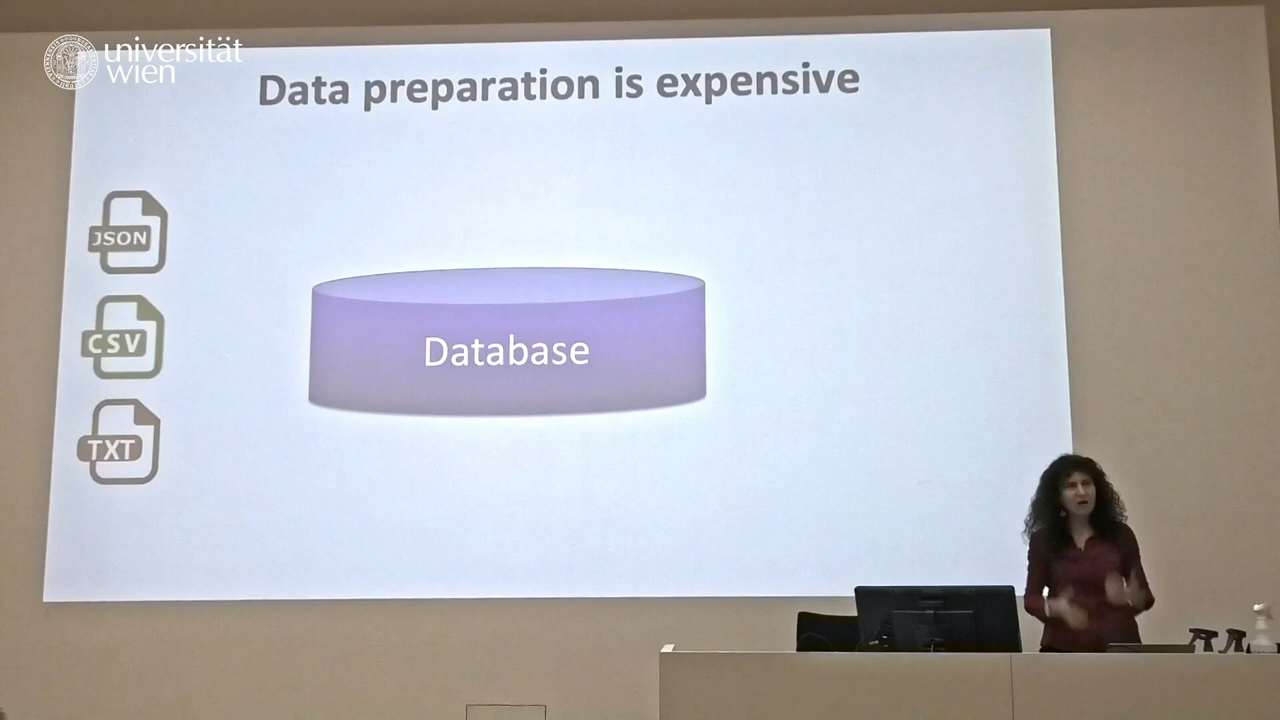 universität
wien
Data preparation is expensive
JSON
CSV
TXT
Database